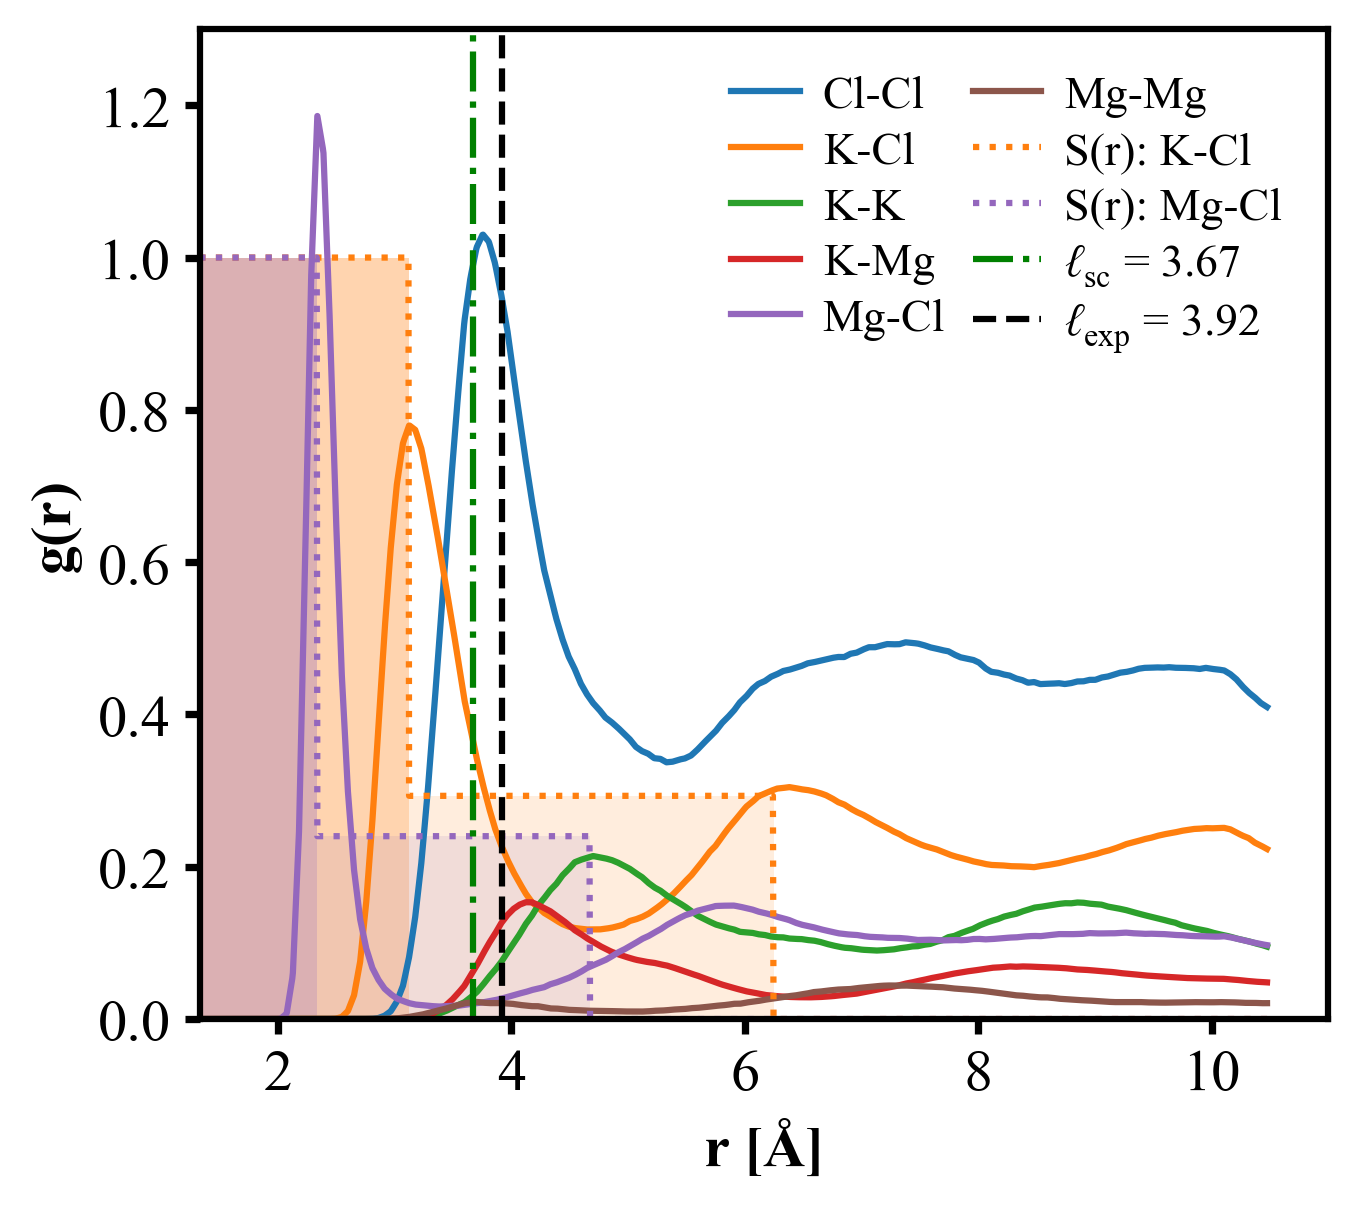 Cl-Cl
K-Cl
K-K
K-Mg
Mg-Cl
Mg-Mg
S(r): K-Cl
S(r): Mg-Cl
ℓsc = 3.67
ℓexp = 3.92
g(r)
1.2
1.0
0.8
0.6
0.4
0.2
0.0
2 4 6 8 10
r [Å]